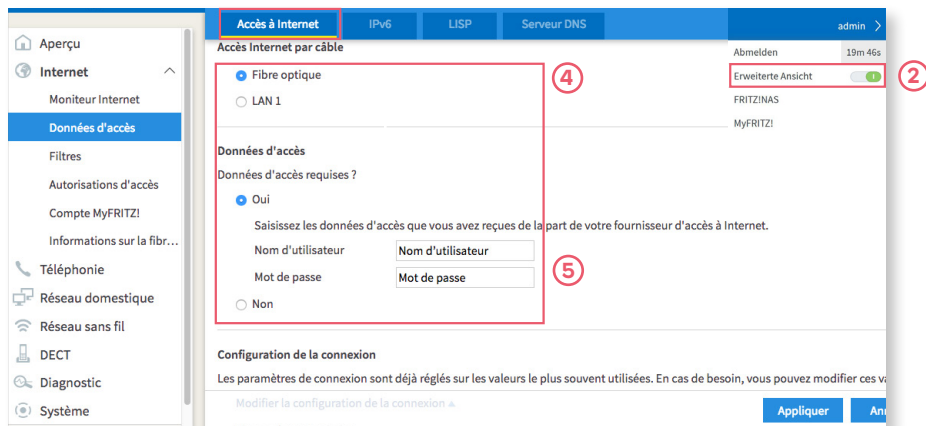 Accès à Internet
IPv6
LISP
Serveur DNS
admin
Aperçu
Internet
Moniteur Internet
Données d'accès
Filtres
Autorisations d'accès
Compte MyFRITZ!
Informations sur la fibr...
Téléphonie
Réseau domestique
Réseau sans fil
DECT
Diagnostic
Système
Accès Internet par câble
Fibre optique
LAN 1
4
Abmelden
19m 46s
Erweiterte Ansicht
2
FRITZ!NAS
MyFRITZ!
Données d'accès
Données d'accès requises ?
Oui
Saisissez les données d'accès que vous avez reçues de la part de votre fournisseur d'accès à Internet.
Nom d'utilisateur
Nom d'utilisateur
Mot de passe
Mot de passe
5
Non
Configuration de la connexion
Les paramètres de connexion sont déjà réglés sur les valeurs le plus souvent utilisées. En cas de besoin, vous pouvez modifier ces
Modifier la configuration de la connexion
Appliquer